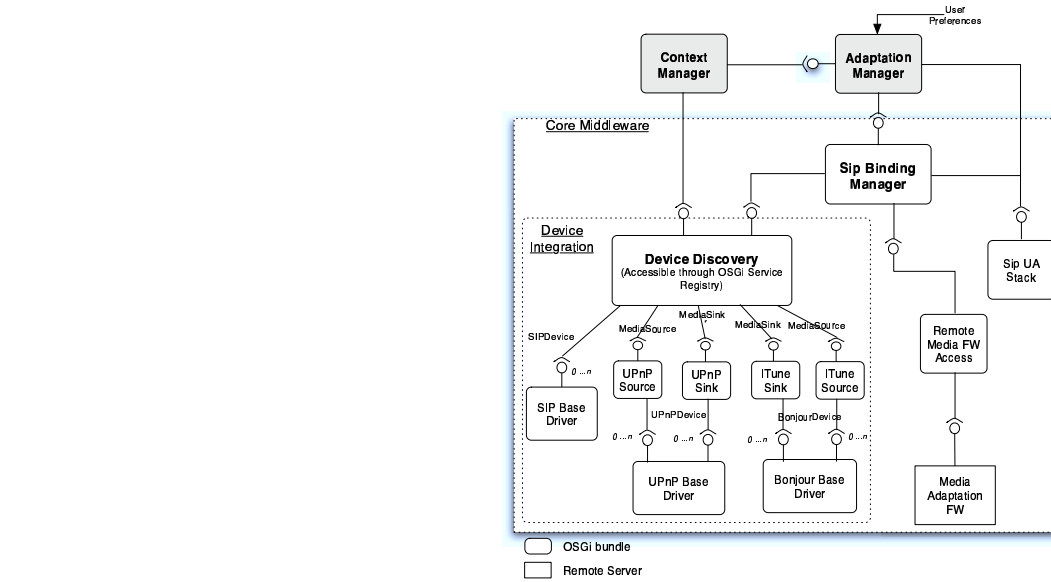 User
Preferences
Context
Manager
Adaptation
Manager
Core Middleware
Sip Binding
Manager
Device
Integration
Device Discovery
(Accessible through OSGi Service
Registry)
Sip UA
Stack
SIPDevice
MediaSource
MediaSink
MediaSink
MediaSource
Remote
Media FW
Access
0 ...n
UPnP
Source
UPnP
Sink
ITune
Sink
ITune
Source
SIP Base
Driver
UPnPDevice
BonjourDevice
0 ...n
0 ...n
0 ...n
0 ...n
UPnP Base
Driver
Bonjour Base
Driver
Media
Adaptation
FW
OSGi bundle
Remote Server